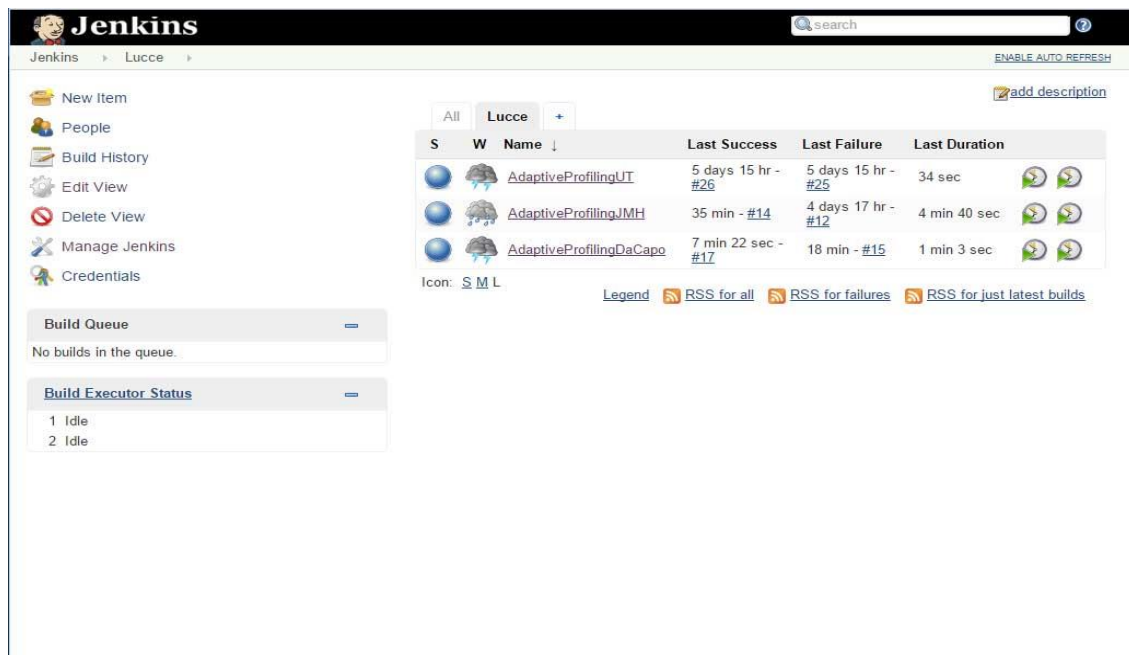 Jenkins
search
Jenkins
Lucce
ENABLE AUTO REFRESH
New Item
People
Build History
Edit View
Delete View
Manage Jenkins
Credentials
Build Queue
No builds in the queue.
Build Executor Status
1 Idle
2 Idle
add description
All Lucce +
S W Name ↓ Last Success Last Failure Last Duration
AdaptiveProfilingUT 5 days 15 hr - #26 5 days 15 hr - #25 34 sec
AdaptiveProfilingJMH 35 min - #14 4 days 17 hr - #12 4 min 40 sec
AdaptiveProfilingDaCapo 7 min 22 sec - #17 18 min - #15 1 min 3 sec
Icon: S M L
Legend RSS for all RSS for failures RSS for just latest builds